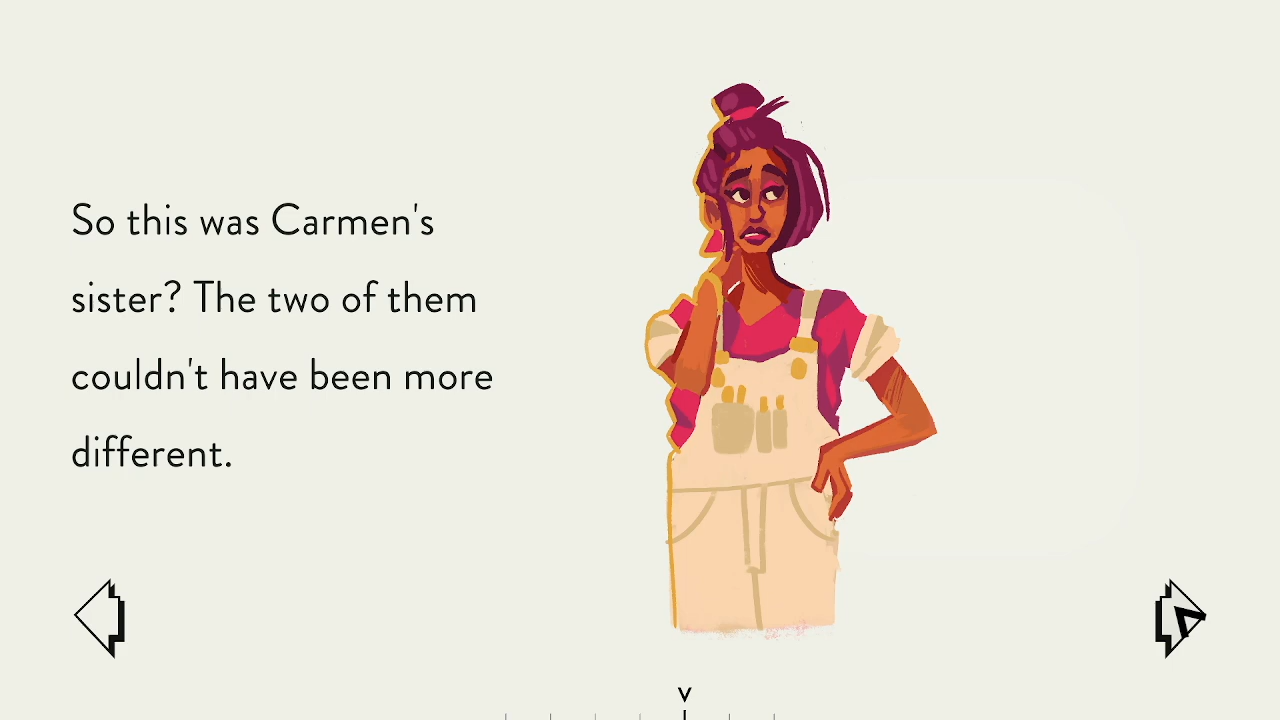 So this was Carmen's
sister? The two of them
couldn't have been more
different.